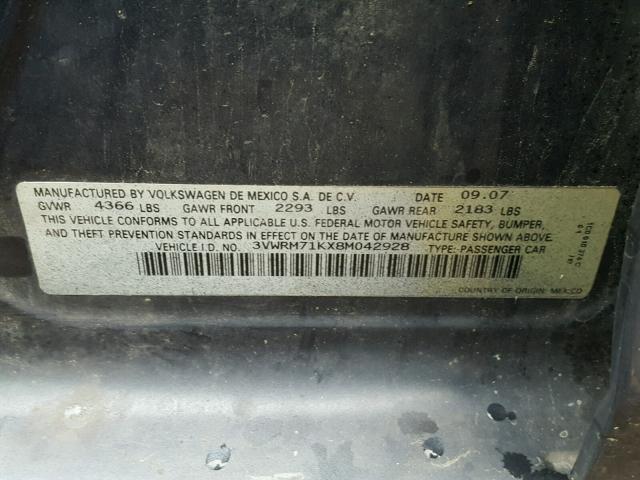 MANUFACTURED BY VOLKSWAGEN DE MEXICO S.A. DE C.V. DATE 09.07
GVWR 4366 LBS GAWR FRONT 2293 LBS GAWR REAR 2183 LBS
THIS VEHICLE CONFORMS TO ALL APPLICABLE U.S. FEDERAL MOTOR VEHICLE SAFETY, BUMPER,
AND THEFT PREVENTION STANDARDS IN EFFECT ON THE DATE OF MANUFACTURE SHOWN ABOVE.
VEHICLE I.D. NO. 3VWRM71KX8M042928 TYPE: PASSENGER CAR
COUNTRY OF ORIGIN: MEXICO